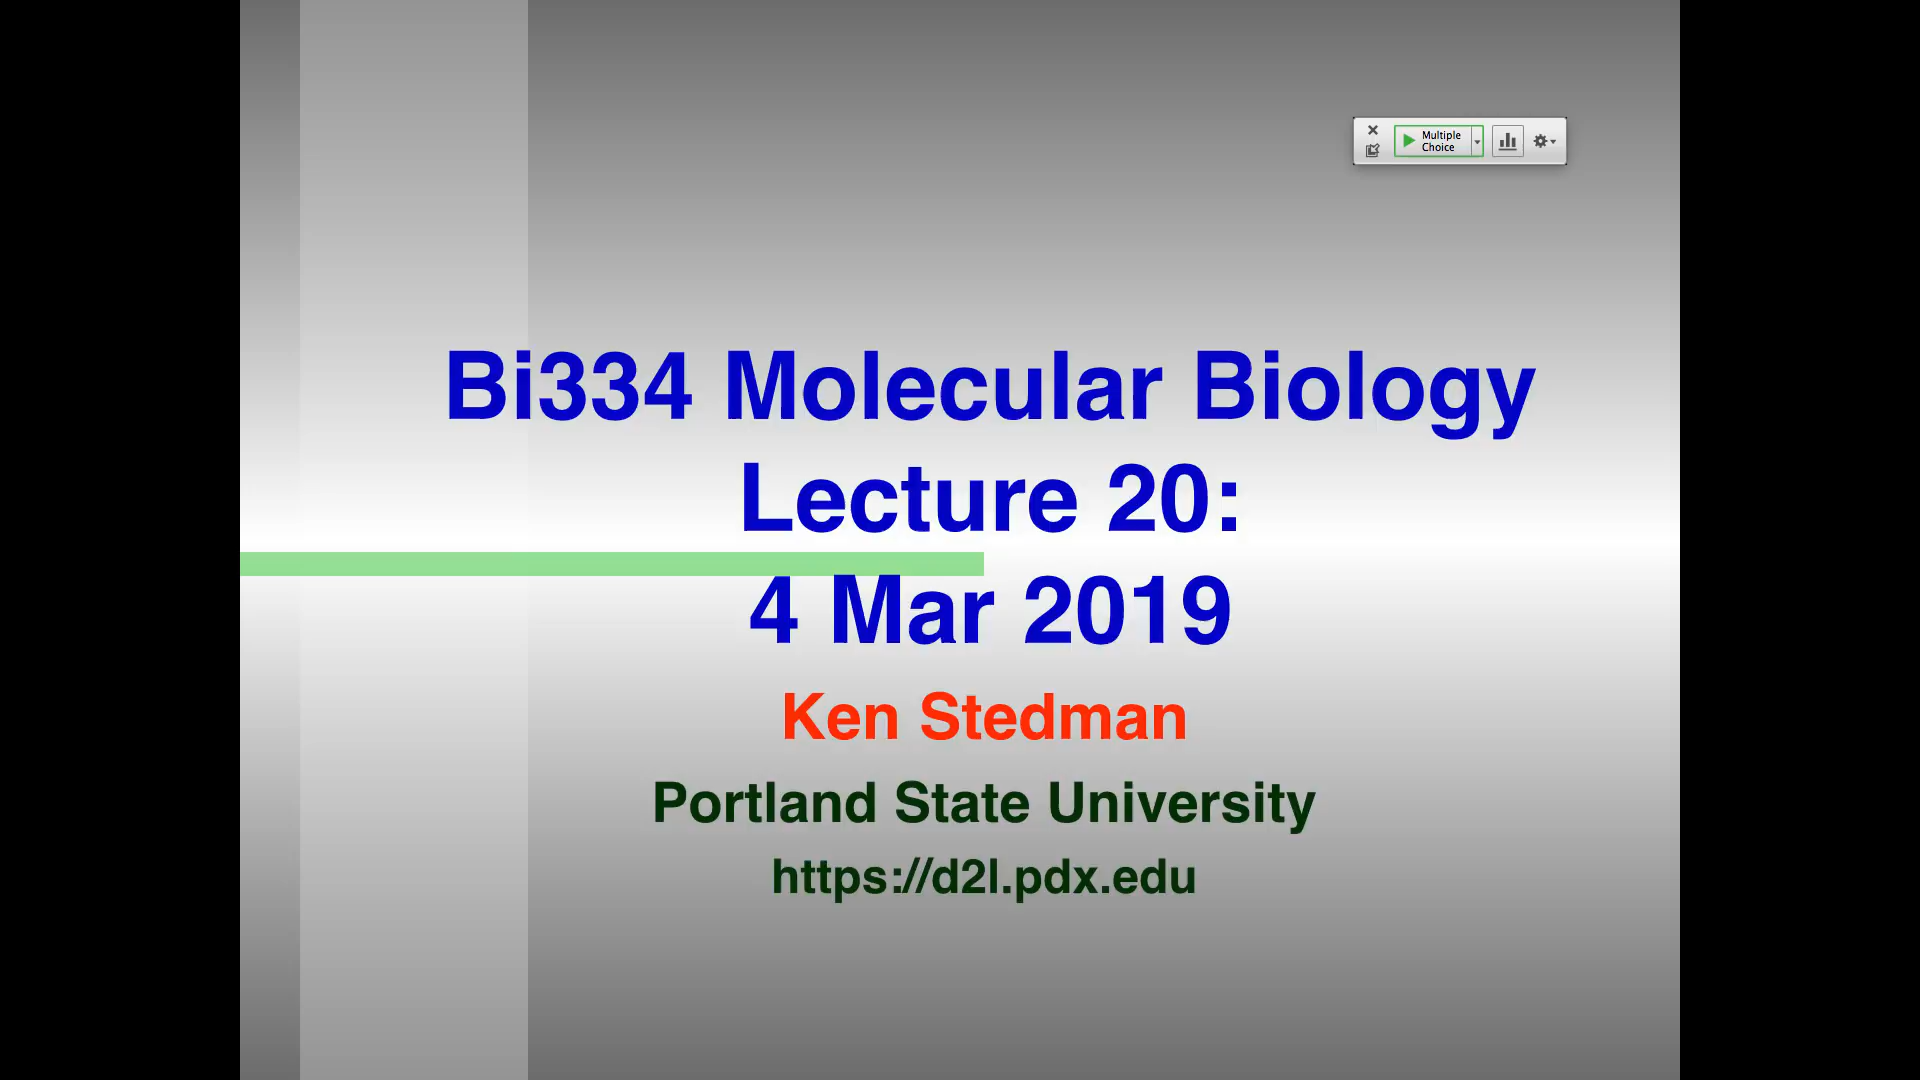 Multiple
Choice
Bi334 Molecular Biology
Lecture 20:
4 Mar 2019
Ken Stedman
Portland State University
https://d2l.pdx.edu